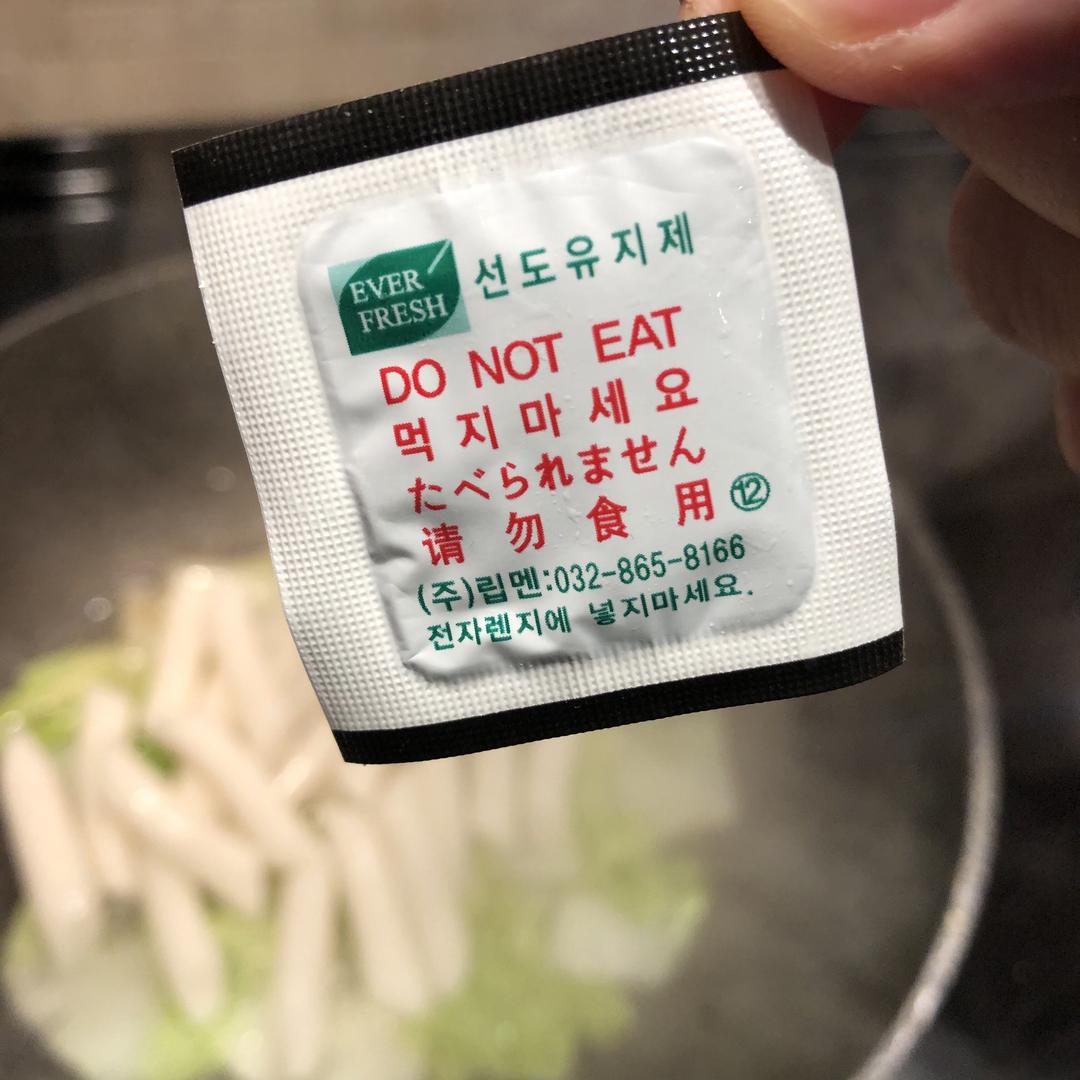 EVER
FRESH
선도유지제
DO NOT EAT
먹지마세요
たべられません
请勿食用 ⑫
(주)립멘:032-865-8166
전자렌지에 넣지마세요.